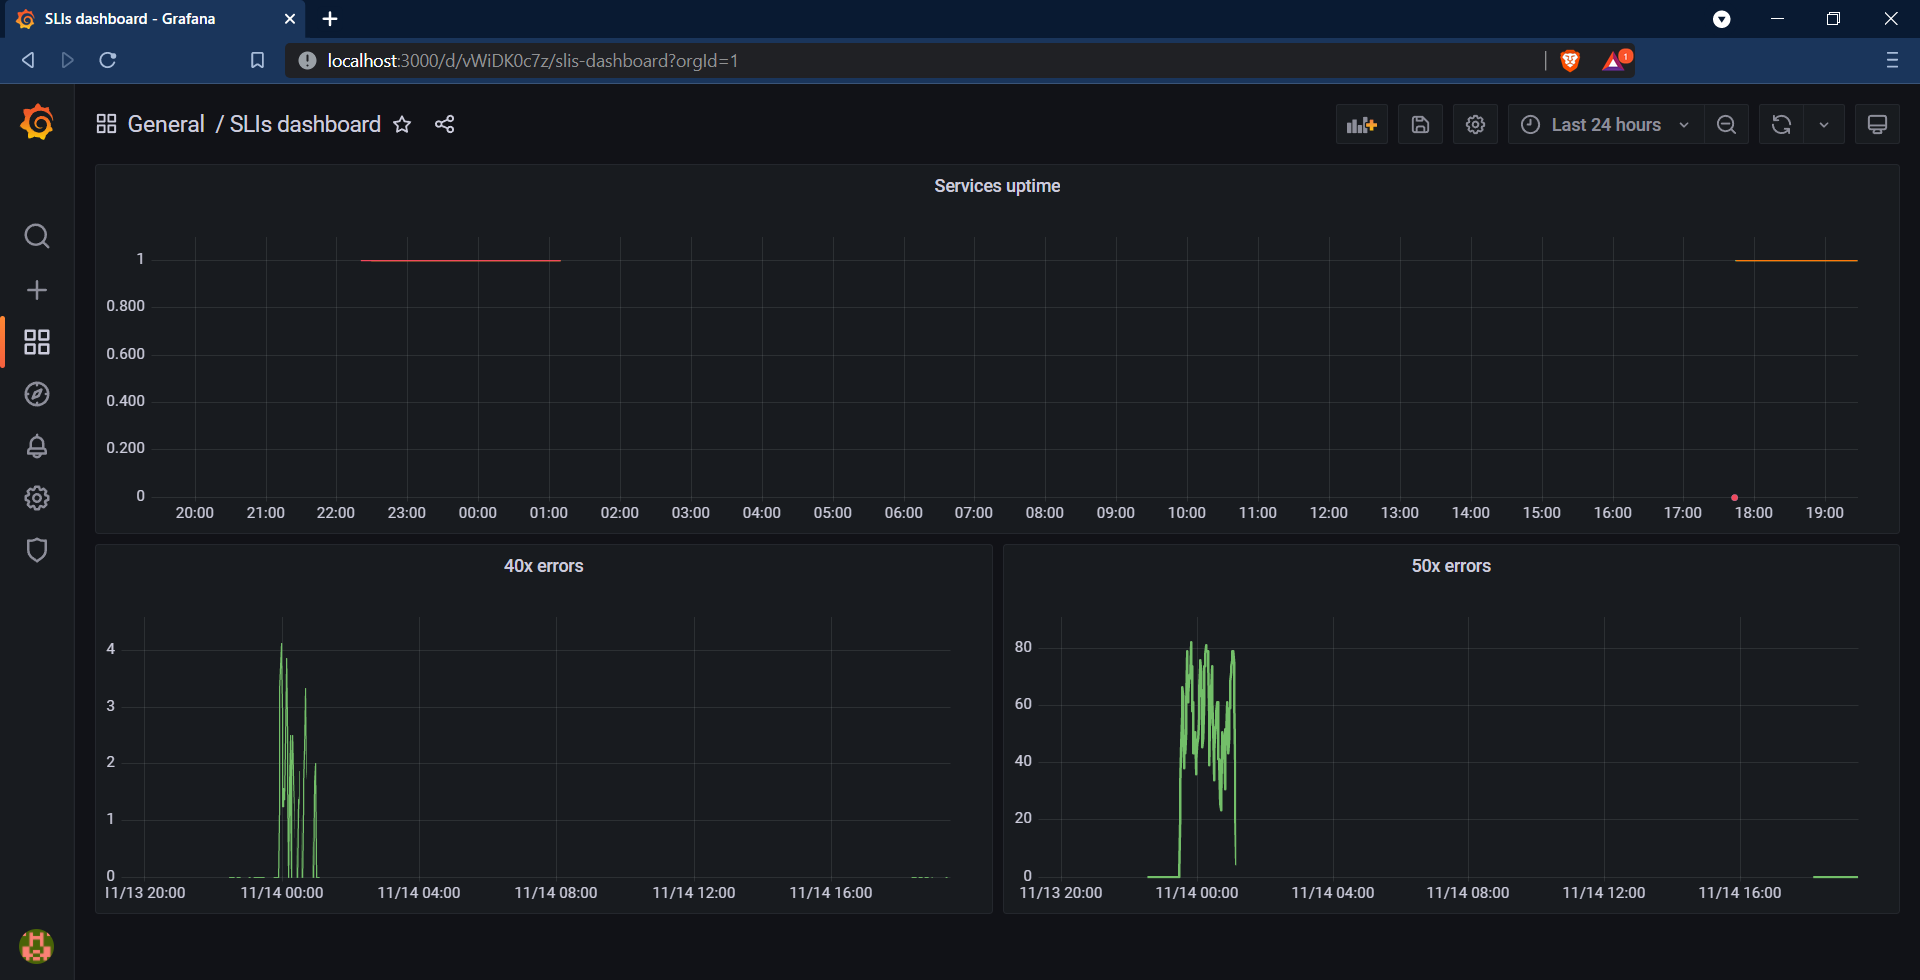 SLIs dashboard - Grafana
localhost:3000/d/vWiDK0c7z/slis-dashboard?orgId=1
1
General / SLIs dashboard
Last 24 hours
Services uptime
1
0.800
0.600
0.400
0.200
0
20:00 21:00 22:00 23:00 00:00 01:00 02:00 03:00 04:00 05:00 06:00 07:00 08:00 09:00 10:00 11:00 12:00 13:00 14:00 15:00 16:00 17:00 18:00 19:00
40x errors
4
3
2
1
0
11/13 20:00 11/14 00:00 11/14 04:00 11/14 08:00 11/14 12:00 11/14 16:00
50x errors
80
60
40
20
0
11/13 20:00 11/14 00:00 11/14 04:00 11/14 08:00 11/14 12:00 11/14 16:00